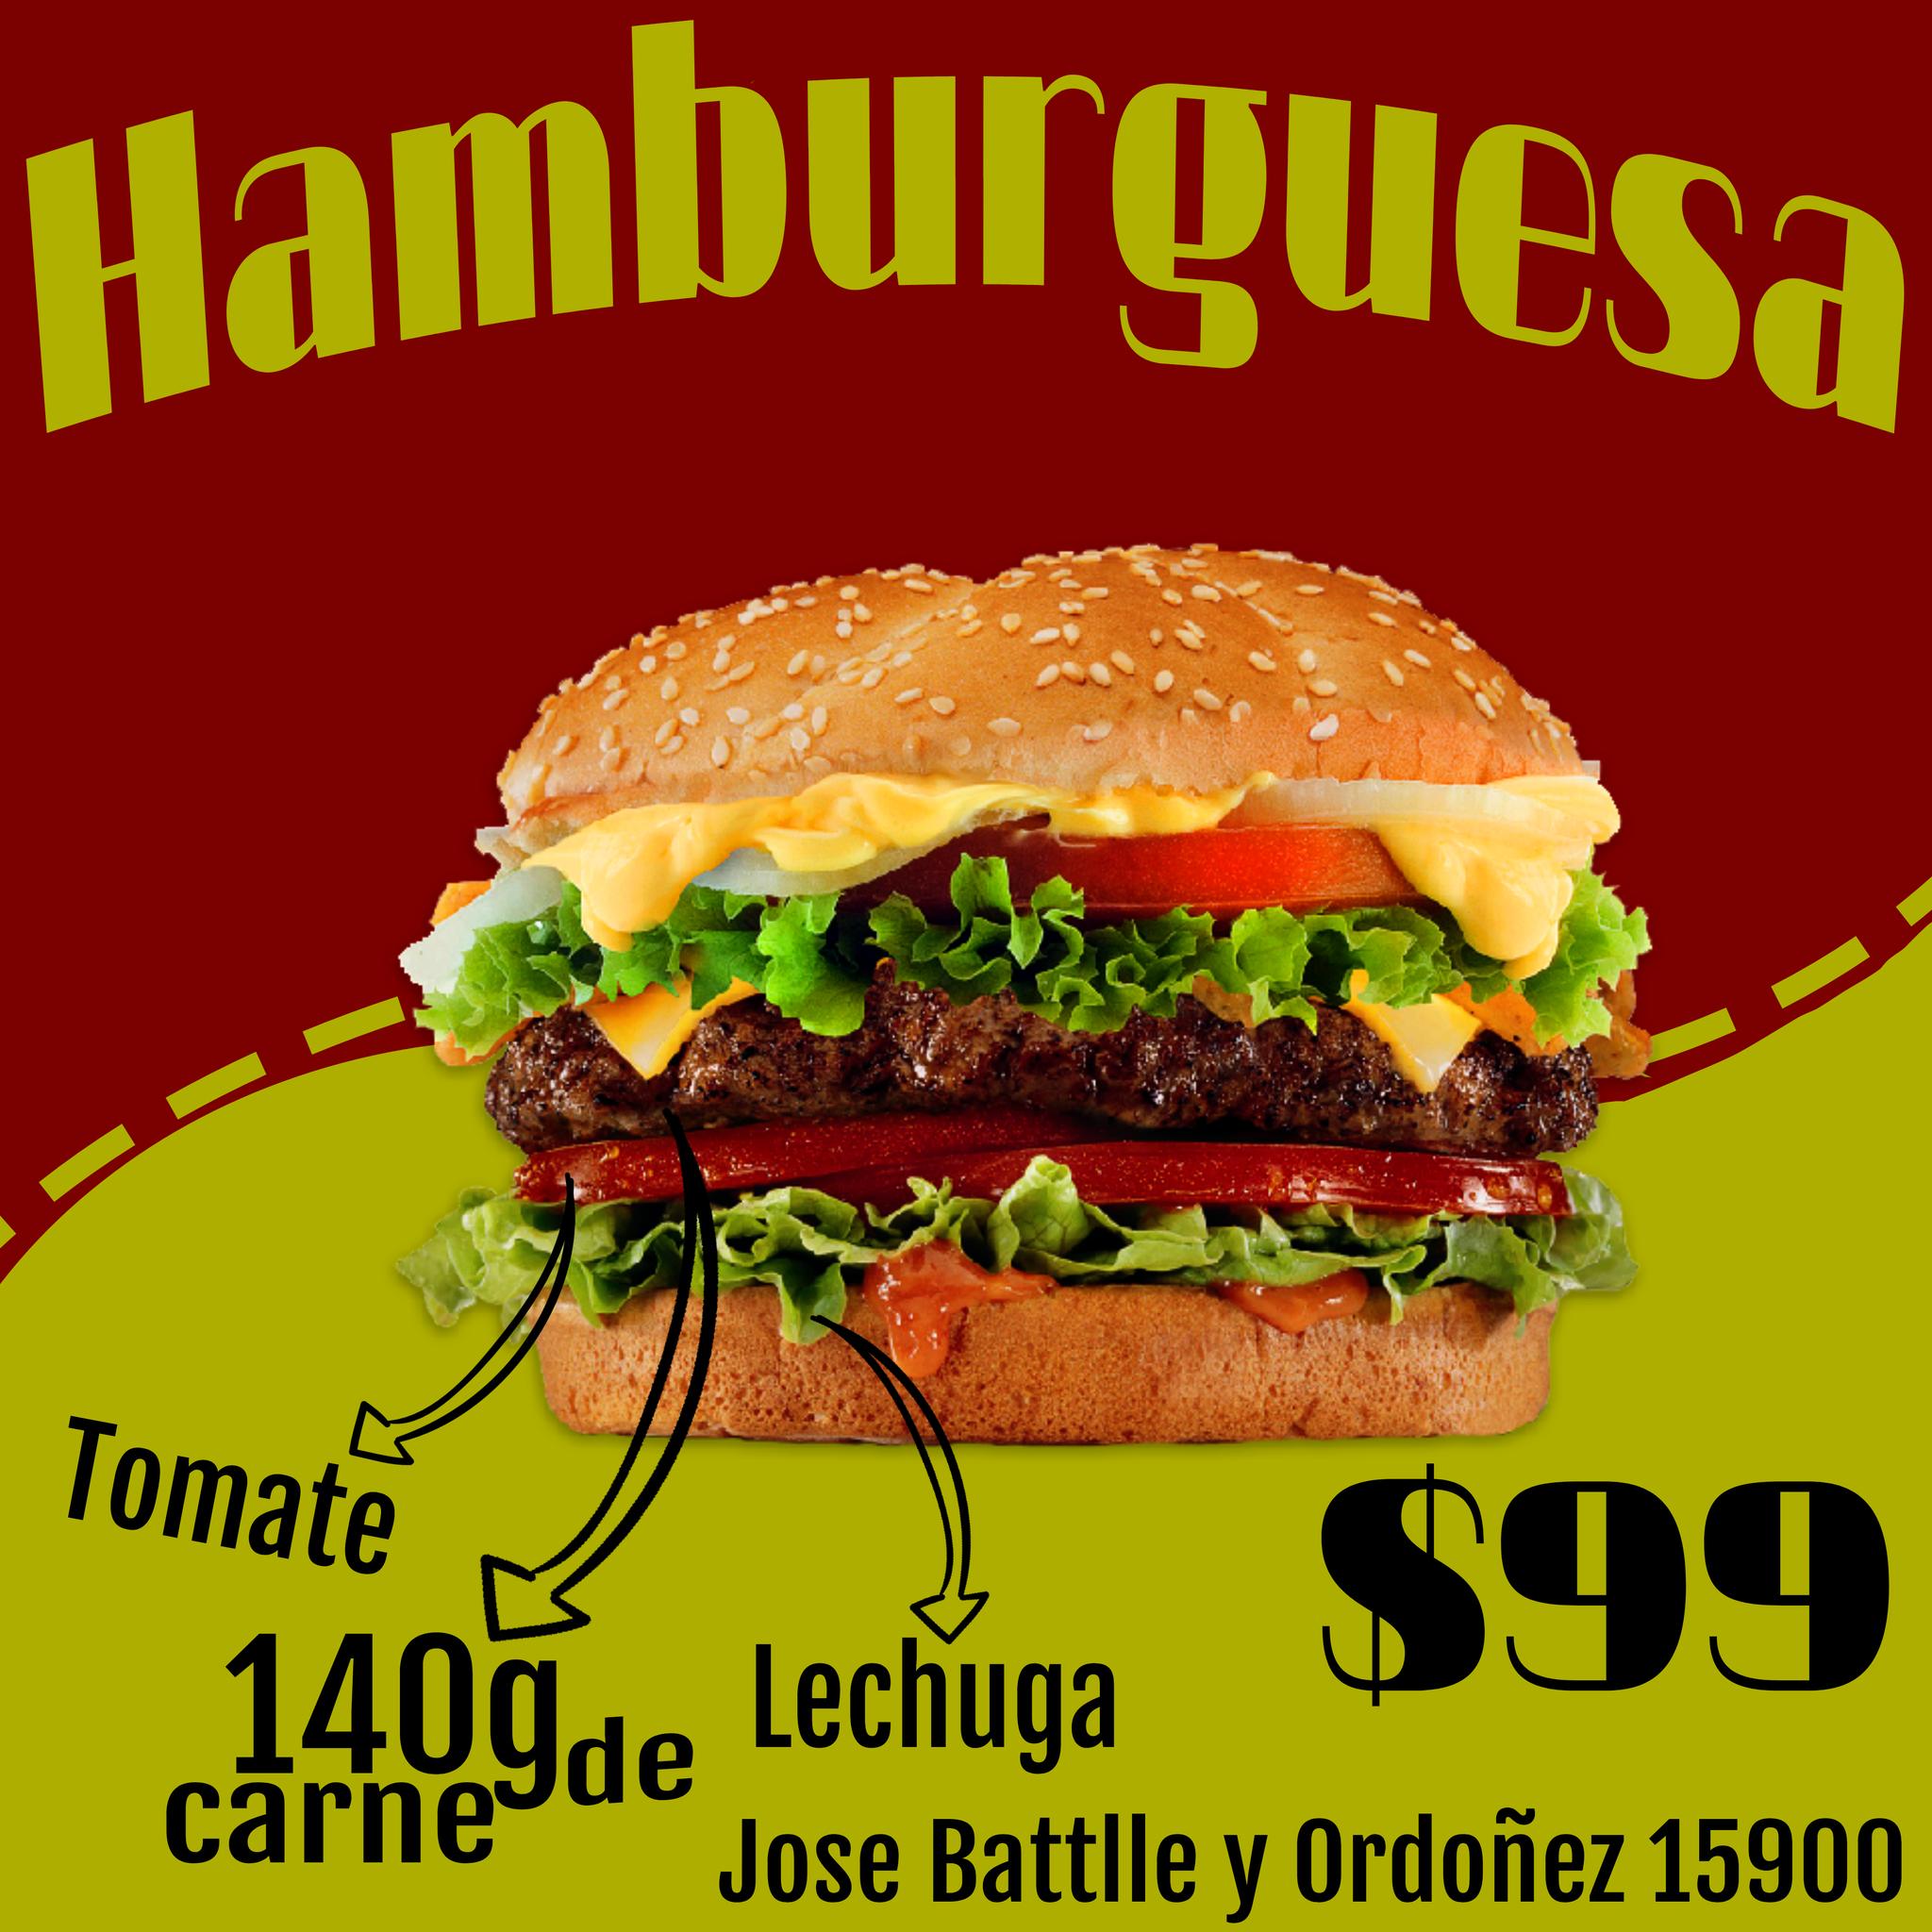 Hamburguesa
Tomate
140g de
carne
Lechuga
$99
Jose Battlle y Ordoñez 15900